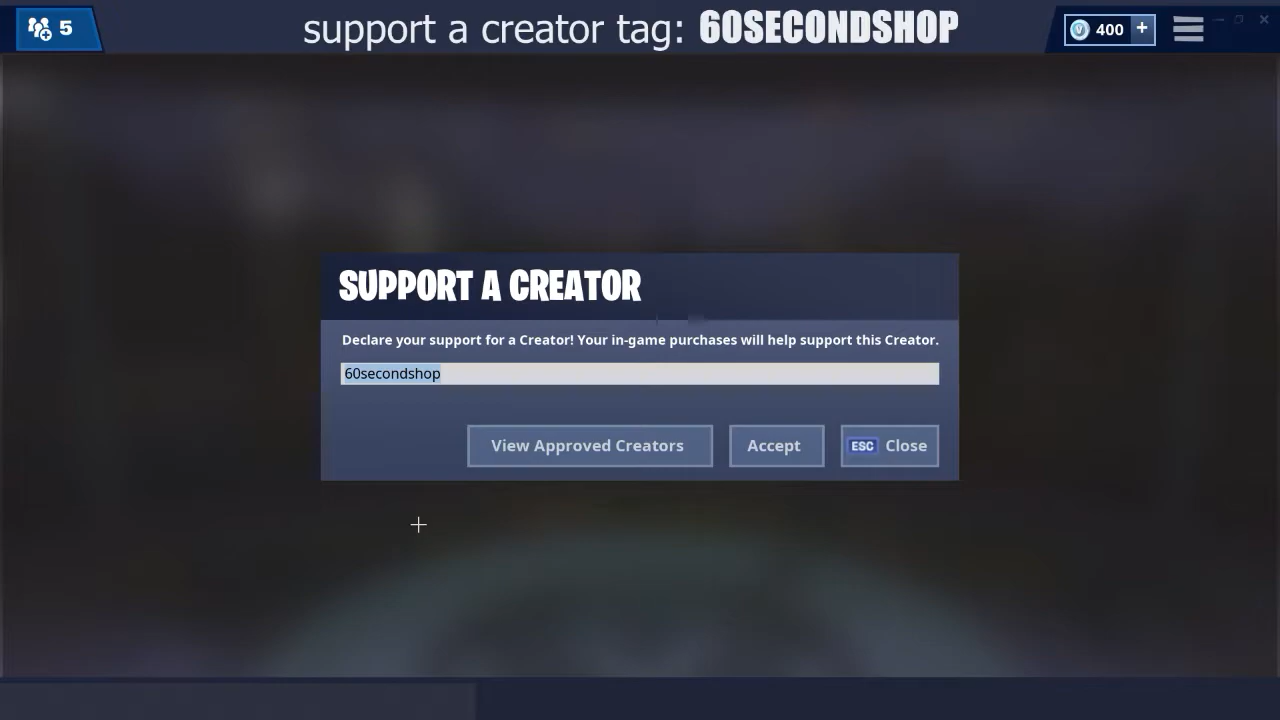 5
support a creator tag: 60SECONDSHOP
V 400 +
SUPPORT A CREATOR
Declare your support for a Creator! Your in-game purchases will help support this Creator.
60secondshop
View Approved Creators
Accept
ESC Close